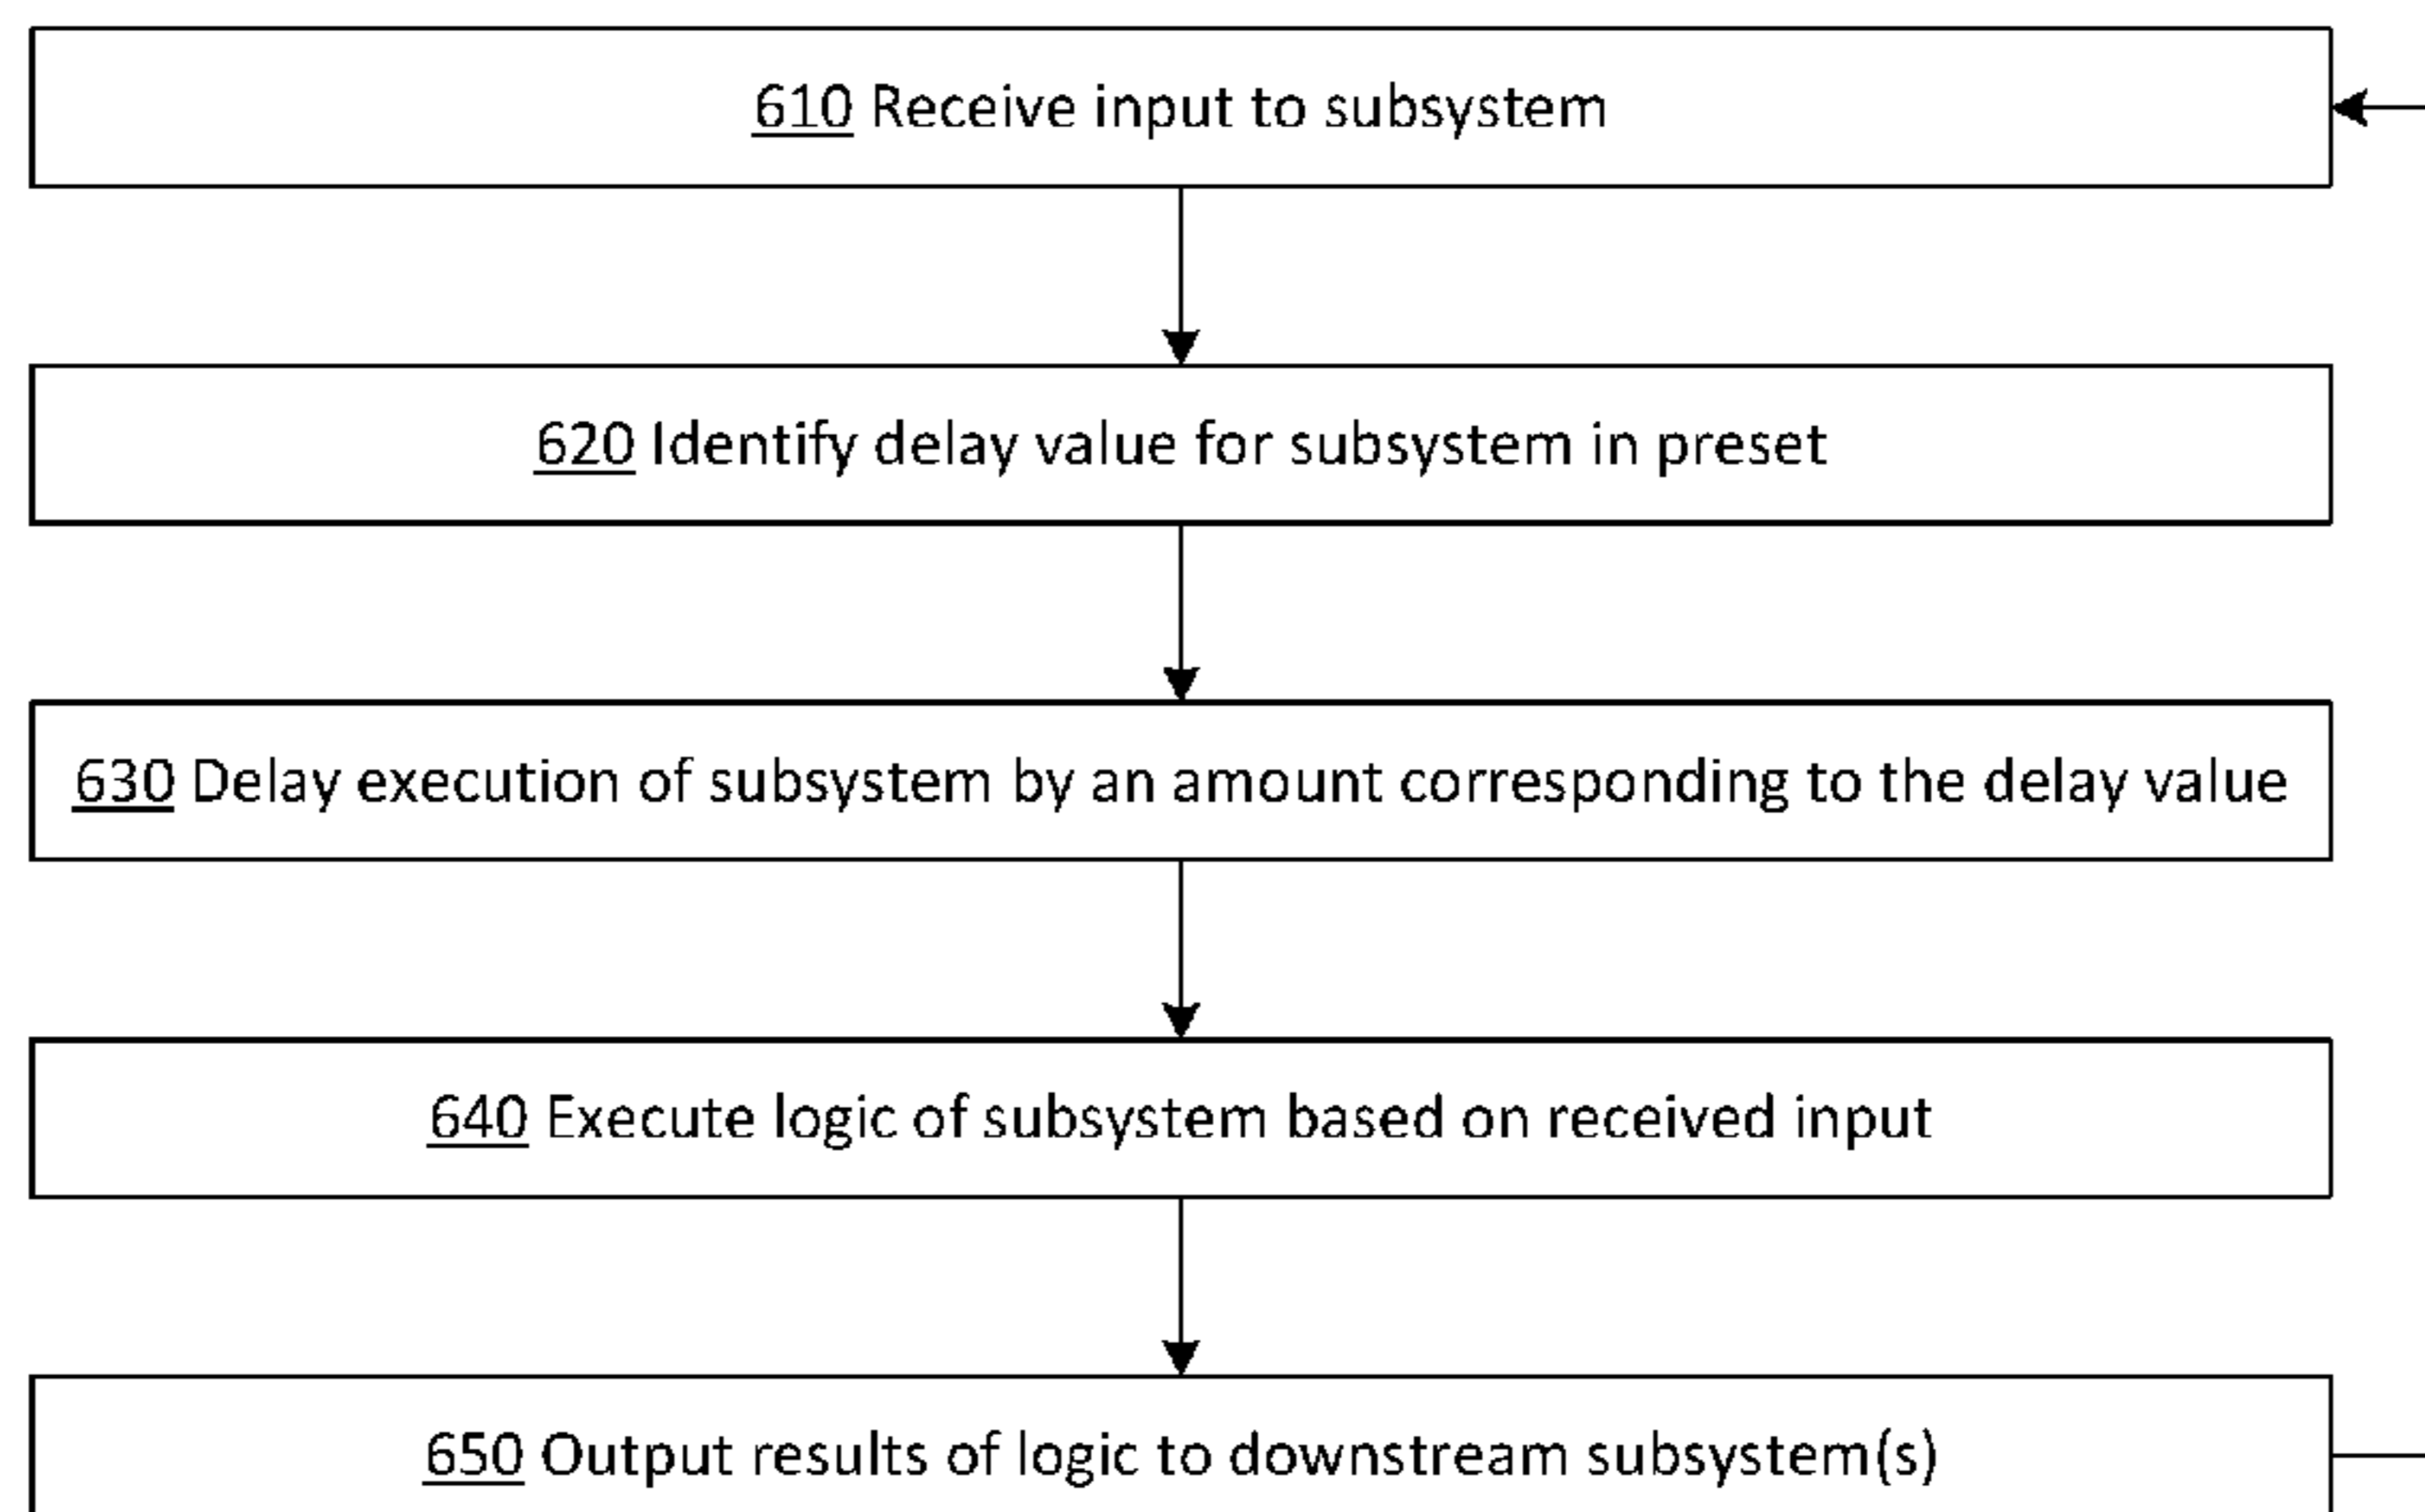 610 Receive input to subsystem
620 Identify delay value for subsystem in preset
630 Delay execution of subsystem by an amount corresponding to the delay value
640 Execute logic of subsystem based on received input
650 Output results of logic to downstream subsystem(s)